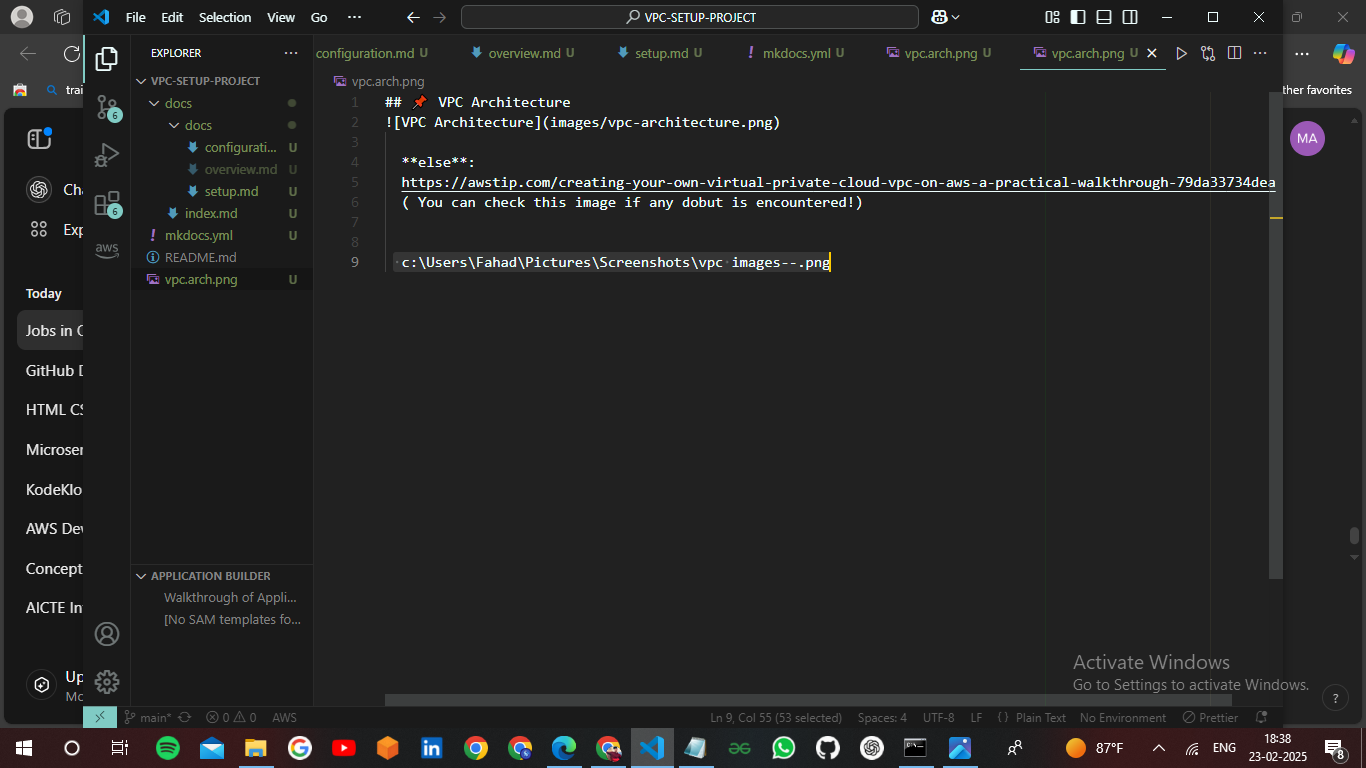 File Edit Selection View Go ···
VPC-SETUP-PROJECT
EXPLORER
configuration.md U
overview.md U
setup.md U
! mkdocs.yml U
vpc.arch.png U
vpc.arch.png U
VPC-SETUP-PROJECT
docs
docs
configurati... U
overview.md U
setup.md U
index.md U
! mkdocs.yml U
README.md
vpc.arch.png U
vpc.arch.png
1 ## 📌 VPC Architecture
2 ![VPC Architecture](images/vpc-architecture.png)
3
4 **else**:
5 https://awstip.com/creating-your-own-virtual-private-cloud-vpc-on-aws-a-practical-walkthrough-79da33734dea
6 ( You can check this image if any dobut is encountered!)
7
8
9 c:\Users\Fahad\Pictures\Screenshots\vpc·images--.png
6
6
aws
APPLICATION BUILDER
Walkthrough of Appli...
[No SAM templates fo...
trai
Cha
Exp
Today
Jobs in C
GitHub D
HTML CS
Microser
KodeKlo
AWS Dev
Concept
AICTE In
Up
Mo
ther favorites
MA
Activate Windows
Go to Settings to activate Windows.
?
main*
0 0
AWS
Ln 9, Col 55 (53 selected)
Spaces: 4
UTF-8
LF
{ } Plain Text
No Environment
Prettier
87°F
ENG
18:38
23-02-2025
8